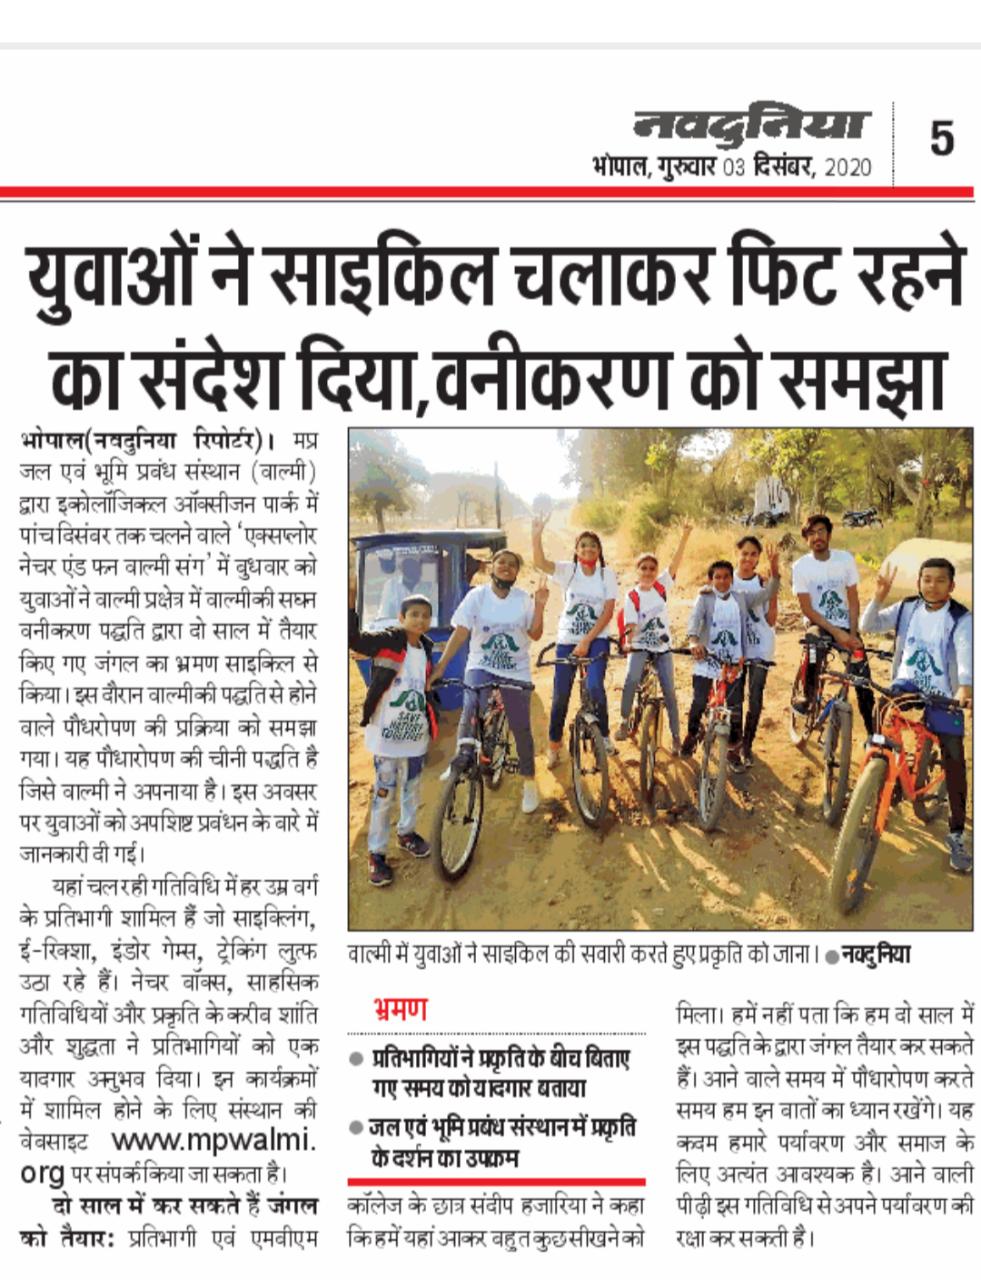 नवदुनिया
भोपाल, गुरुवार 03 दिसंबर, 2020
5
युवाओं ने साइकिल चलाकर फिट रहने
का संदेश दिया,वनीकरण को समझा
भोपाल(नवदुनिया रिपोर्टर)। मप्र
जल एवं भूमि प्रबंध संस्थान (वाल्मी)
द्वारा इकोलॉजिकल ऑक्सीजन पार्क में
पांच दिसंबर तक चलने वाले 'एक्सप्लोर
नेचर एंड फन वाल्मी संग' में बुधवार को
युवाओं ने वाल्मी प्रक्षेत्र में वाल्मीकी सघन
वनीकरण पद्धति द्वारा दो साल में तैयार
किए गए जंगल का भ्रमण साइकिल से
किया। इस दौरान वाल्मीकी पद्धति से होने
वाले पौधरोपण की प्रक्रिया को समझा
गया। यह पौधारोपण की चीनी पद्धति है
जिसे वाल्मी ने अपनाया है। इस अवसर
पर युवाओं को अपशिष्ट प्रबंधन के बारे में
जानकारी दी गई।
यहां चल रही गतिविधि में हर उम्र वर्ग
के प्रतिभागी शामिल हैं जो साइक्लिंग,
ई-रिक्शा, इंडोर गेम्स, ट्रेकिंग लुत्फ
उठा रहे हैं। नेचर वॉक्स, साहसिक
गतिविधियों और प्रकृति के करीब शांति
और शुद्धता ने प्रतिभागियों को एक
यादगार अनुभव दिया। इन कार्यक्रमों
में शामिल होने के लिए संस्थान की
वेबसाइट www.mpwalmi.
org पर संपर्क किया जा सकता है।
दो साल में कर सकते हैं जंगल
को तैयार: प्रतिभागी एवं एमवीएम
SAVE
NATURE
TOGETHER
वाल्मी में युवाओं ने साइकिल की सवारी करते हुए प्रकृति को जाना। ● नवदुनिया
भ्रमण
● प्रतिभागियों ने प्रकृति के बीच बिताए
गए समय को यादगार बताया
● जल एवं भूमि प्रबंध संस्थान में प्रकृति
के दर्शन का उपक्रम
कॉलेज के छात्र संदीप हजारिया ने कहा
कि हमें यहां आकर बहुत कुछ सीखने को
मिला। हमें नहीं पता कि हम दो साल में
इस पद्धति के द्वारा जंगल तैयार कर सकते
हैं। आने वाले समय में पौधारोपण करते
समय हम इन बातों का ध्यान रखेंगे। यह
कदम हमारे पर्यावरण और समाज के
लिए अत्यंत आवश्यक है। आने वाली
पीढ़ी इस गतिविधि से अपने पर्यावरण की
रक्षा कर सकती है।